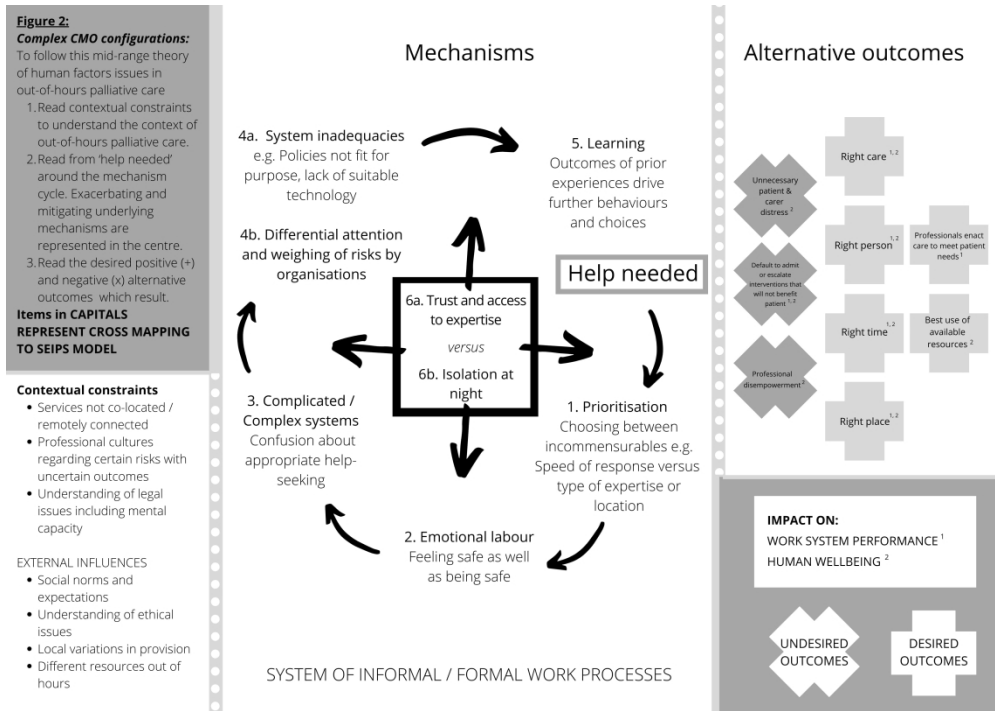 Figure 2:
Complex CMO configurations:
To follow this mid-range theory
of human factors issues in
out-of-hours palliative care
1. Read contextual constraints
to understand the context of
out-of-hours palliative care.
2. Read from ‘help needed’
around the mechanism
cycle. Exacerbating and
mitigating underlying
mechanisms are
represented in the centre.
3. Read the desired positive (+)
and negative (x) alternative
outcomes which result.
Items in CAPITALS
REPRESENT CROSS MAPPING
TO SEIPS MODEL
Contextual constraints
• Services not co-located /
remotely connected
• Professional cultures
regarding certain risks with
uncertain outcomes
• Understanding of legal
issues including mental
capacity
EXTERNAL INFLUENCES
• Social norms and
expectations
• Understanding of ethical
issues
• Local variations in provision
• Different resources out of
hours
Mechanisms
4a. System inadequacies
e.g. Policies not fit for
purpose, lack of suitable
technology
5. Learning
Outcomes of prior
experiences drive
further behaviours
and choices
4b. Differential attention
and weighing of risks by
organisations
Help needed
6a. Trust and access
to expertise
versus
6b. Isolation at
night
3. Complicated /
Complex systems
Confusion about
appropriate help-
seeking
1. Prioritisation
Choosing between
incommensurables e.g.
Speed of response versus
type of expertise or
location
2. Emotional labour
Feeling safe as well
as being safe
SYSTEM OF INFORMAL / FORMAL WORK PROCESSES
Alternative outcomes
Unnecessary
patient &
carer
distress 2
Default to admit
or escalate
interventions that
will not benefit
patient 1, 2
Professional
disempowerment 2
Right care 1, 2
Right person 1, 2
Right time 1, 2
Right place 1, 2
Professionals enact
care to meet patient
needs 1
Best use of
available
resources 2
IMPACT ON:
WORK SYSTEM PERFORMANCE 1
HUMAN WELLBEING 2
UNDESIRED
OUTCOMES
DESIRED
OUTCOMES